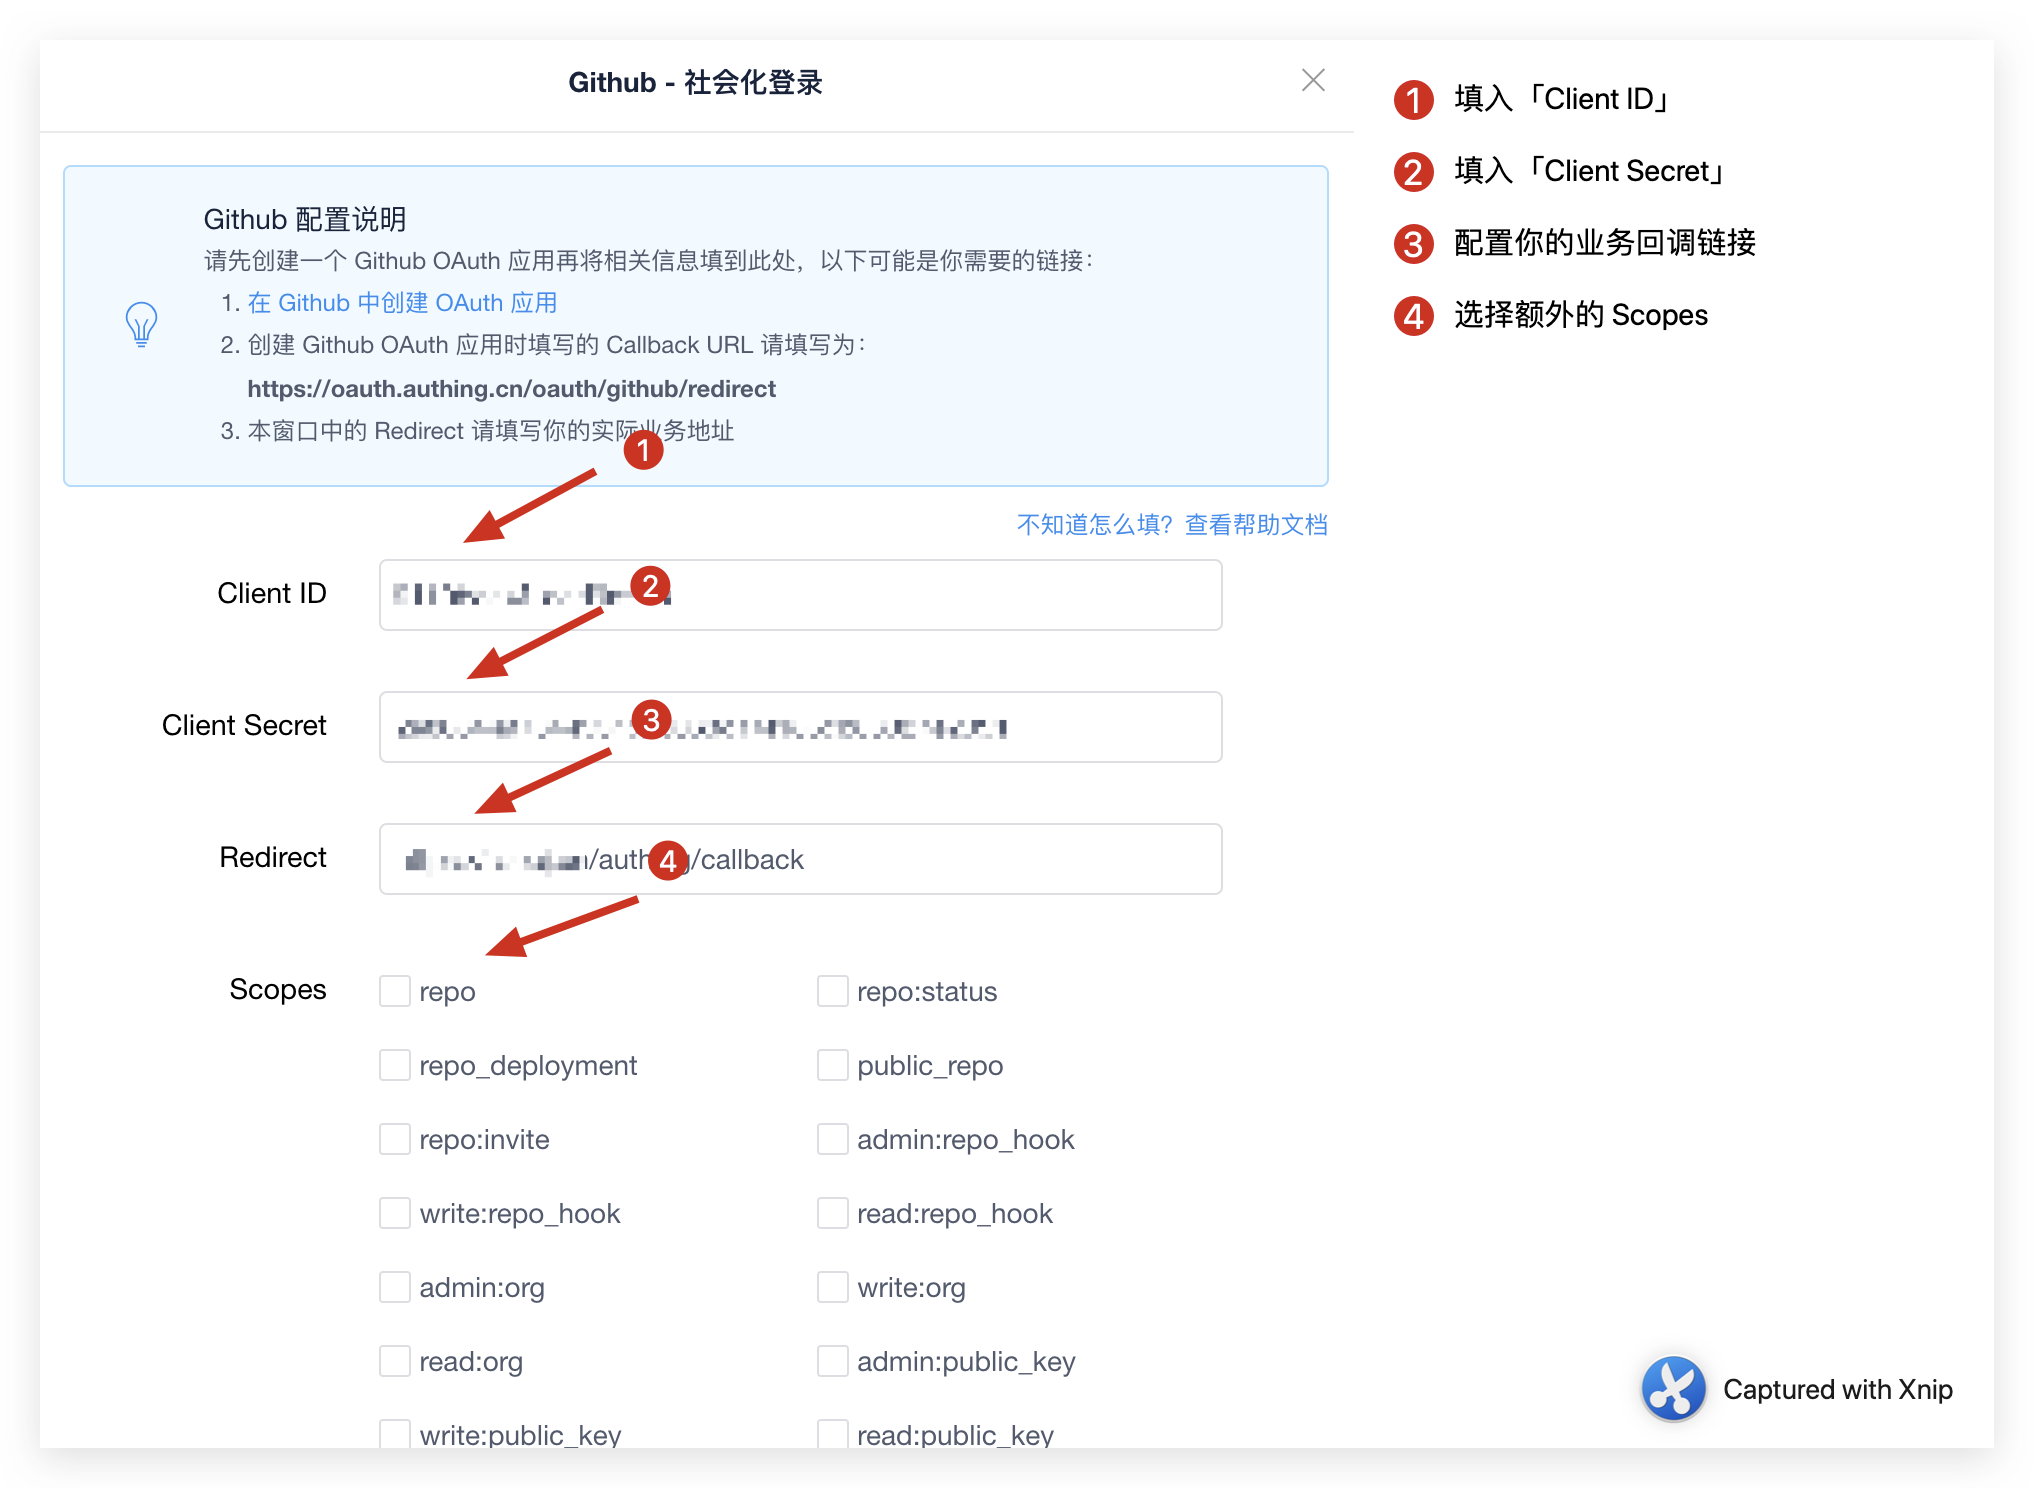 Github - 社会化登录
Github 配置说明
请先创建一个 Github OAuth 应用再将相关信息填到此处，以下可能是你需要的链接：
1. 在 Github 中创建 OAuth 应用
2. 创建 Github OAuth 应用时填写的 Callback URL 请填写为：
https://oauth.authing.cn/oauth/github/redirect
3. 本窗口中的 Redirect 请填写你的实际业务地址
1
不知道怎么填？查看帮助文档
Client ID
2
Client Secret
3
Redirect /callback
4
Scopes
repo repo:status
repo_deployment public_repo
repo:invite admin:repo_hook
write:repo_hook read:repo_hook
admin:org write:org
read:org admin:public_key
write:public_key read:public_key
1 填入「Client ID」
2 填入「Client Secret」
3 配置你的业务回调链接
4 选择额外的 Scopes
Captured with Xnip